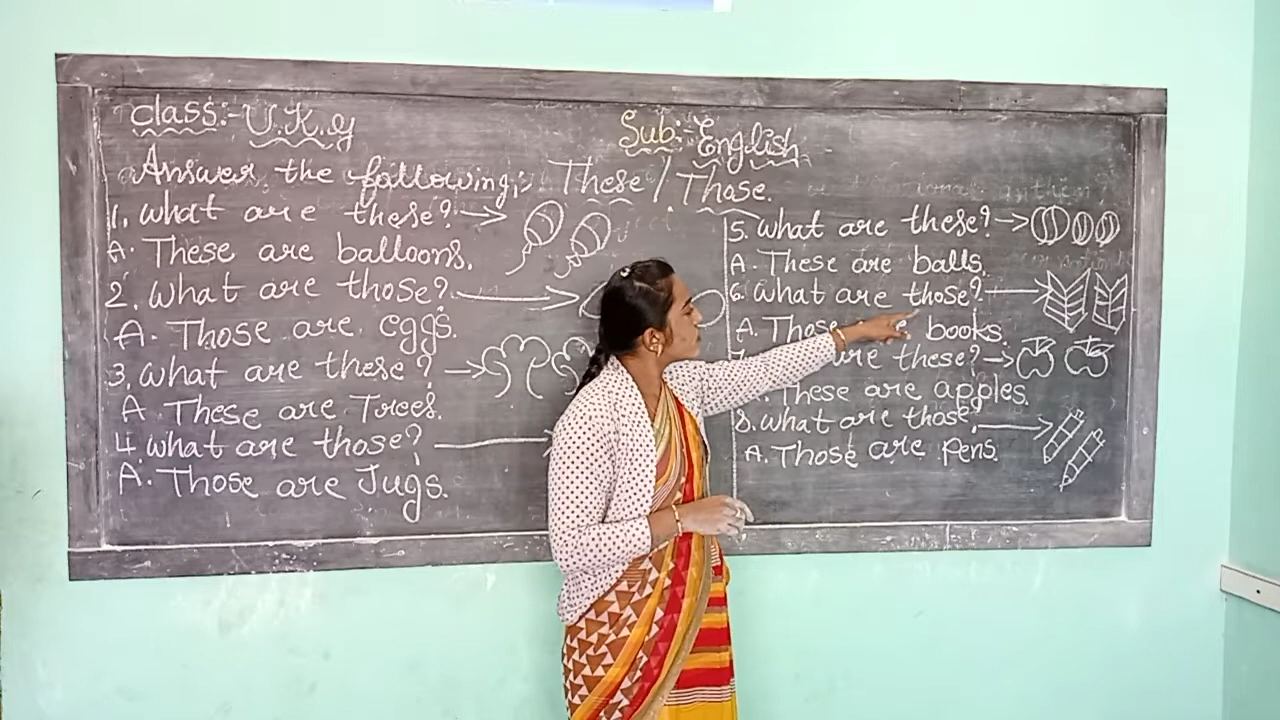 class:- U.K.g
Sub:- English
Answer the following:- These / Those.
1. What are these?
A. These are balloons.
2. What are those?
A. Those are eggs.
3. What are these?
A. These are Trees.
4. What are those?
A. Those are Jugs.
5. What are these?
A. These are balls.
6. What are those?
A. Those books.
are these?
These are apples.
8. What are those?
A. Those are pens.